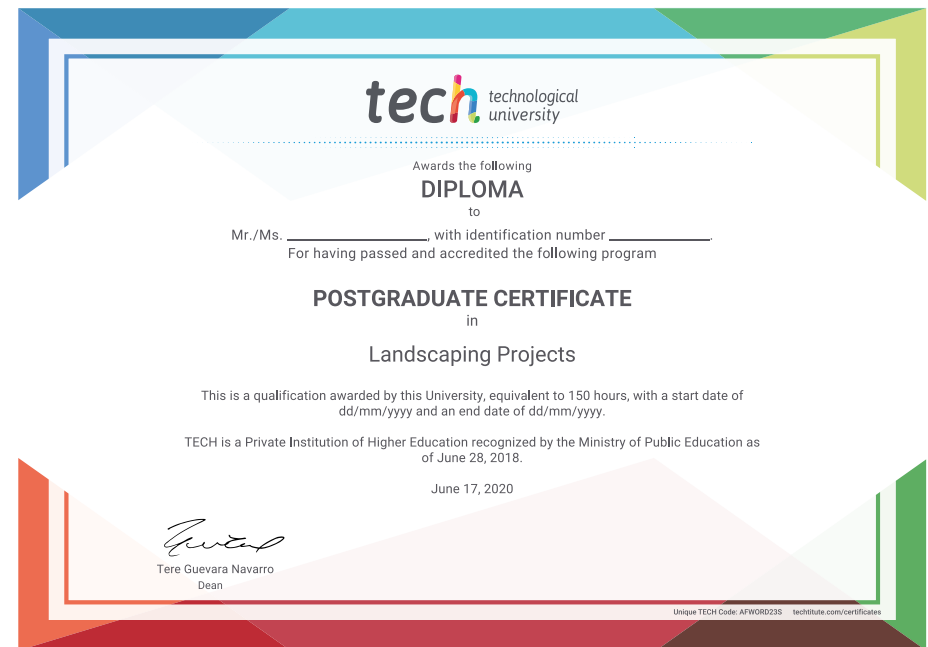 tech technological
university
Awards the following
DIPLOMA
to
Mr./Ms. ____________, with identification number _________.
For having passed and accredited the following program
POSTGRADUATE CERTIFICATE
in
Landscaping Projects
This is a qualification awarded by this University, equivalent to 150 hours, with a start date of
dd/mm/yyyy and an end date of dd/mm/yyyy.
TECH is a Private Institution of Higher Education recognized by the Ministry of Public Education as
of June 28, 2018.
June 17, 2020
Tere Guevara Navarro
Dean
Unique TECH Code: AFWORD23S techtitute.com/certificates